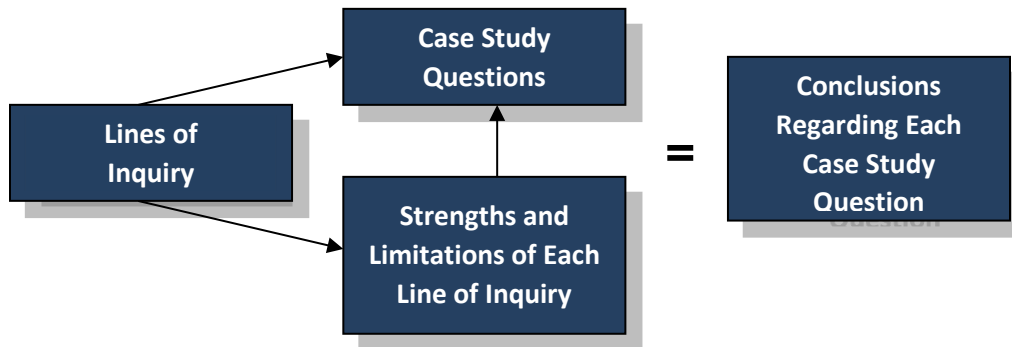 Lines of
Inquiry
Case Study
Questions
Strengths and
Limitations of Each
Line of Inquiry
=
Conclusions
Regarding Each
Case Study
Question